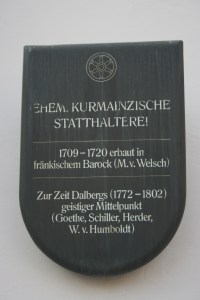 EHEM. KURMAINZISCHE
STATTHALTEREI
1709–1720 erbaut in
fränkischem Barock (M.v. Welsch)
Zur Zeit Dalbergs (1772–1802)
geistiger Mittelpunkt
(Goethe, Schiller, Herder,
W. v. Humboldt)